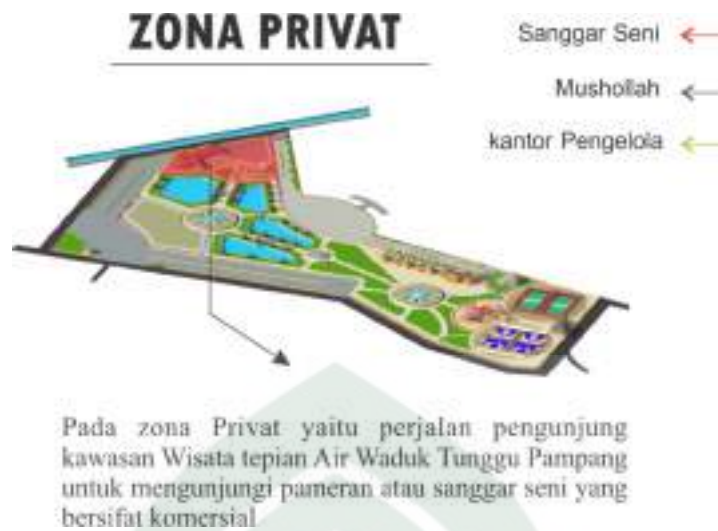 ZONA PRIVAT
Sanggar Seni
Mushollah
kantor Pengelola
Pada zona Privat yaitu perjalan pengunjung
kawasan Wisata tepian Air Waduk Tunggu Pampang
untuk mengunjungi pameran atau sanggar seni yang
bersifat komersial